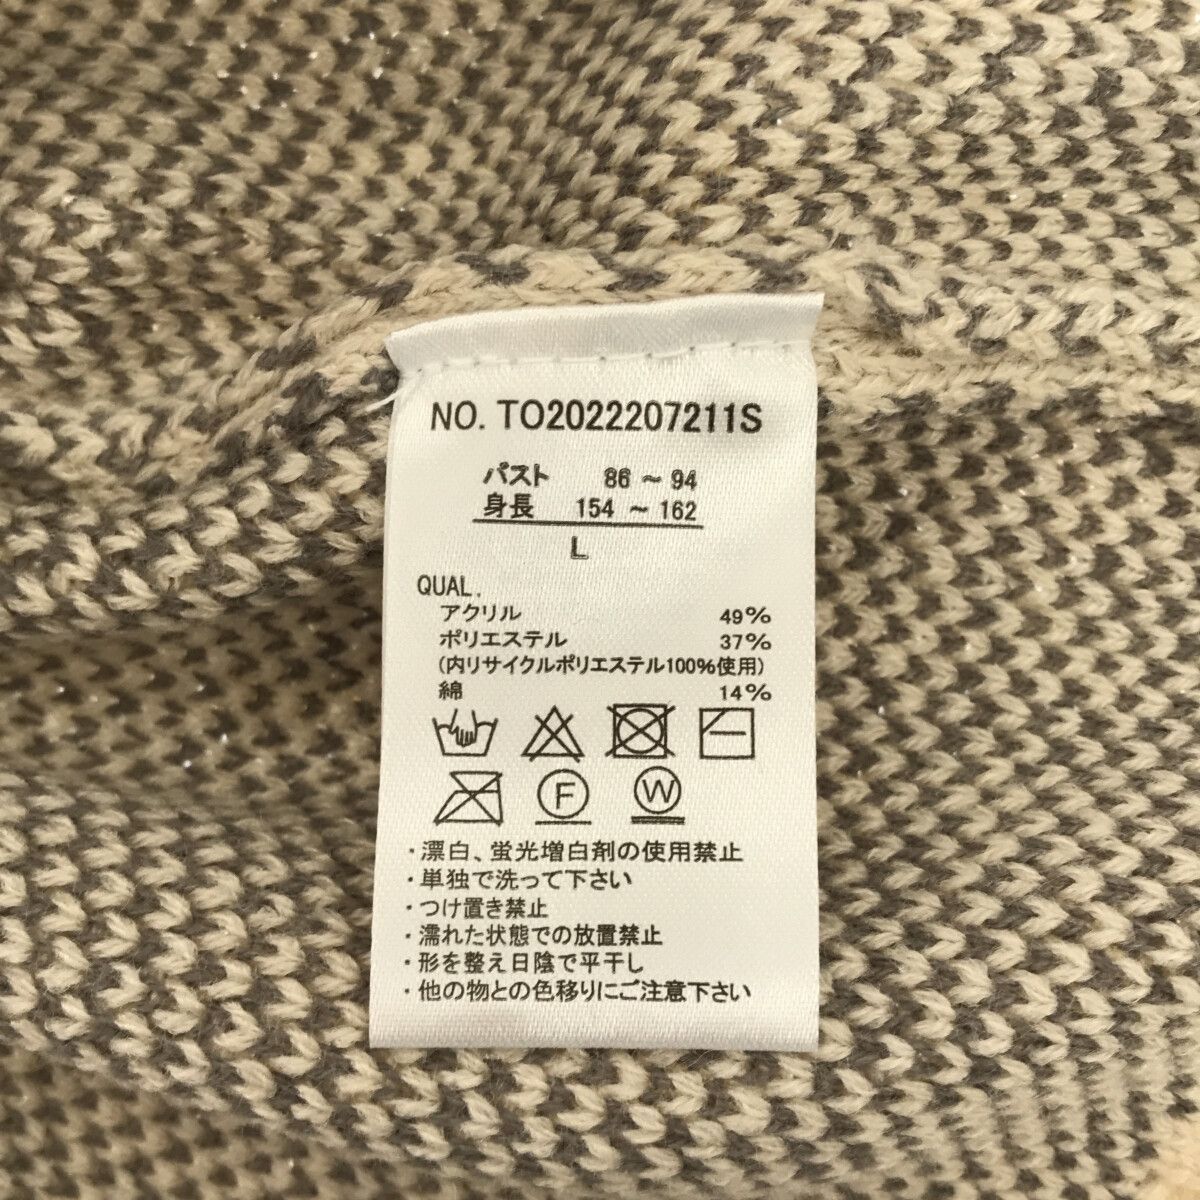 NO. TO2022207211S
バスト 86 ~ 94
身長 154 ~ 162
L
QUAL.
アクリル 49%
ポリエステル 37%
(内リサイクルポリエステル100%使用)
綿 14%
F W
・漂白、蛍光増白剤の使用禁止
・単独で洗って下さい
・つけ置き禁止
・濡れた状態での放置禁止
・形を整え日陰で平干し
・他の物との色移りにご注意下さい